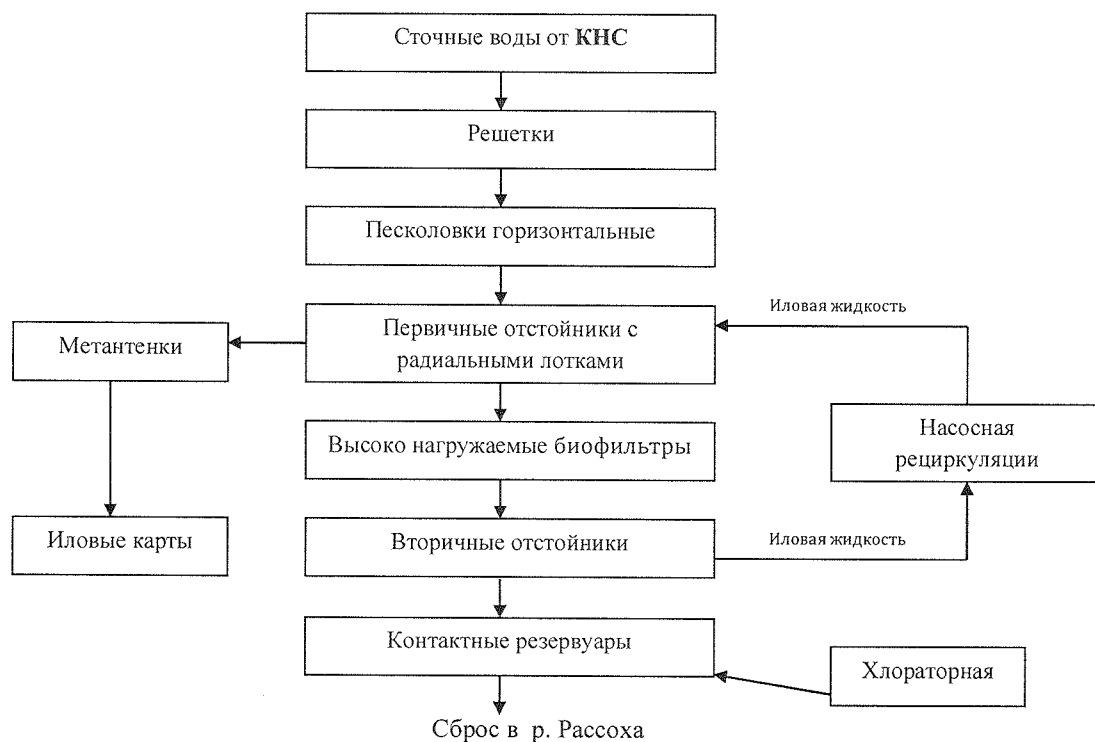 Сточные воды от КНС
Решетки
Песколовки горизонтальные
Иловая жидкость
Первичные отстойники с
радиальными лотками
Метантенки
Насосная
рециркуляции
Высоко нагружаемые биофильтры
Иловые карты
Вторичные отстойники
Иловая жидкость
Контактные резервуары
Хлораторная
Сброс в р. Рассоха